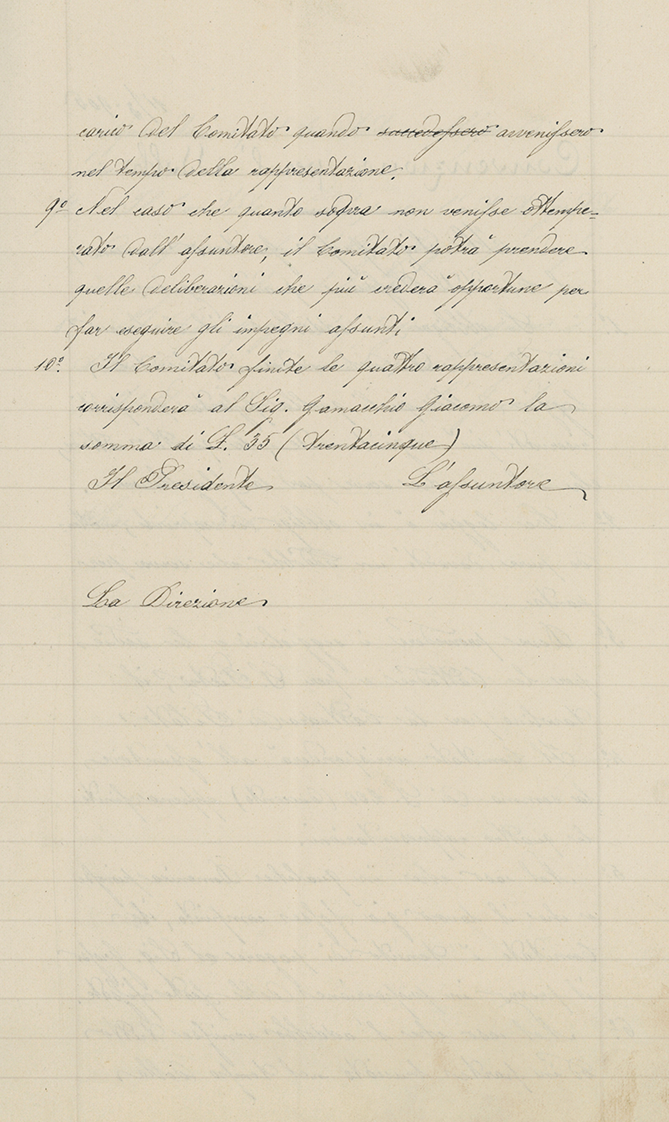 carico del Comitato quando ~~succedessero~~ avvenissero
nel tempo della rappresentazione.
9º Nel caso che quanto sopra non venisse ottempe=
rato dall'assuntore, il Comitato potrà prendere
quelle deliberazioni che più crederà opportune per
far eseguire gli impegni assunti
10º. Il Comitato finite le quattro rappresentazioni
corrisponderà al Sig. Gamacchio Giacomo la
somma di £. 35 (trentacinque)
Il Presidente L'assuntore
La Direzione